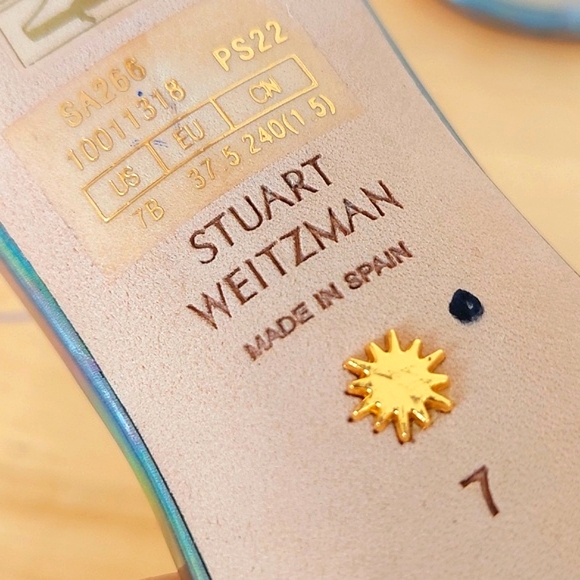 SA266 PS22
10011318
US EU CN
7B 37.5 240(1.5)
STUART
WEITZMAN
MADE IN SPAIN
7